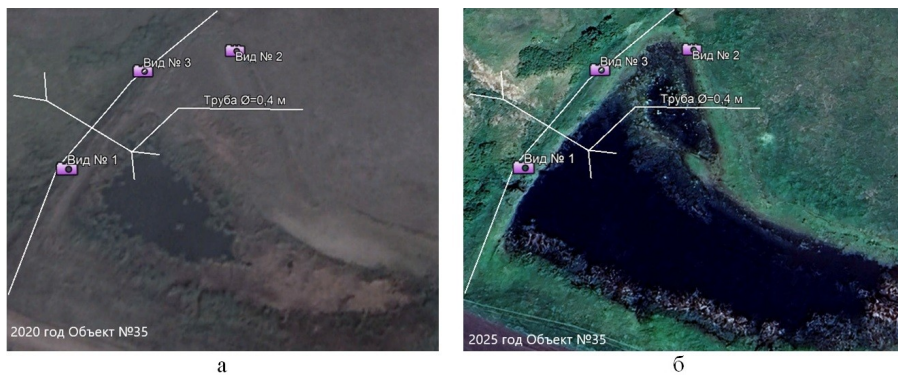 Вид № 3
Вид № 2
Труба Ø=0,4 м
Вид № 1
2020 год Объект №35
а
Вид № 2
Вид № 3
Труба Ø=0,4 м
Вид № 1
2025 год Объект №35
б